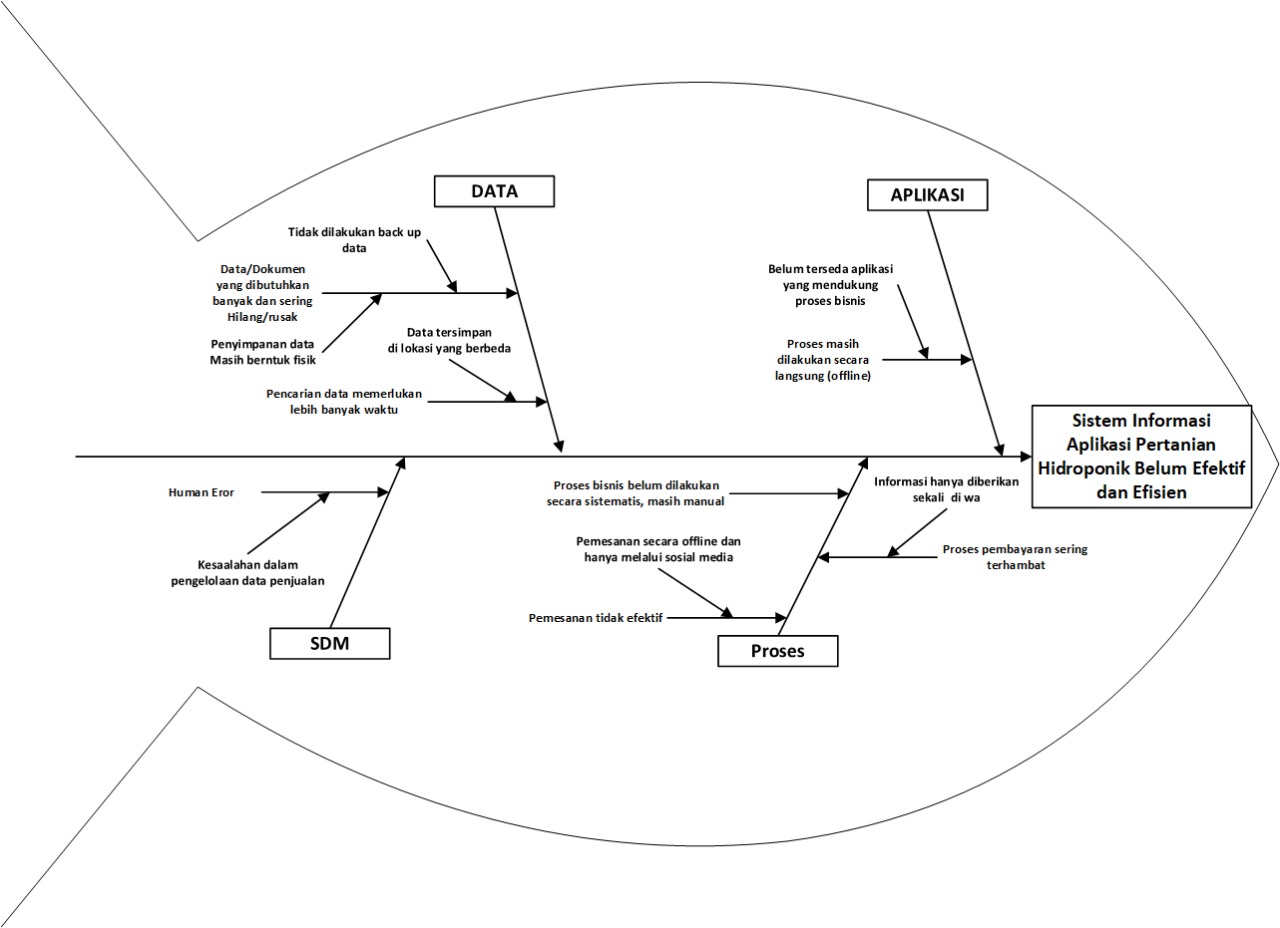 DATA
APLIKASI
Tidak dilakukan back up
data
Data/Dokumen
yang dibutuhkan
banyak dan sering
Hilang/rusak
Penyimpanan data
Masih berntuk fisik
Data tersimpan
di lokasi yang berbeda
Pencarian data memerlukan
lebih banyak waktu
Belum terseda aplikasi
yang mendukung
proses bisnis
Proses masih
dilakukan secara
langsung (offline)
Sistem Informasi
Aplikasi Pertanian
Hidroponik Belum Efektif
dan Efisien
Human Eror
Kesaalahan dalam
pengelolaan data penjualan
SDM
Proses bisnis belum dilakukan
secara sistematis, masih manual
Informasi hanya diberikan
sekali di wa
Pemesanan secara offline dan
hanya melalui sosial media
Proses pembayaran sering
terhambat
Pemesanan tidak efektif
Proses